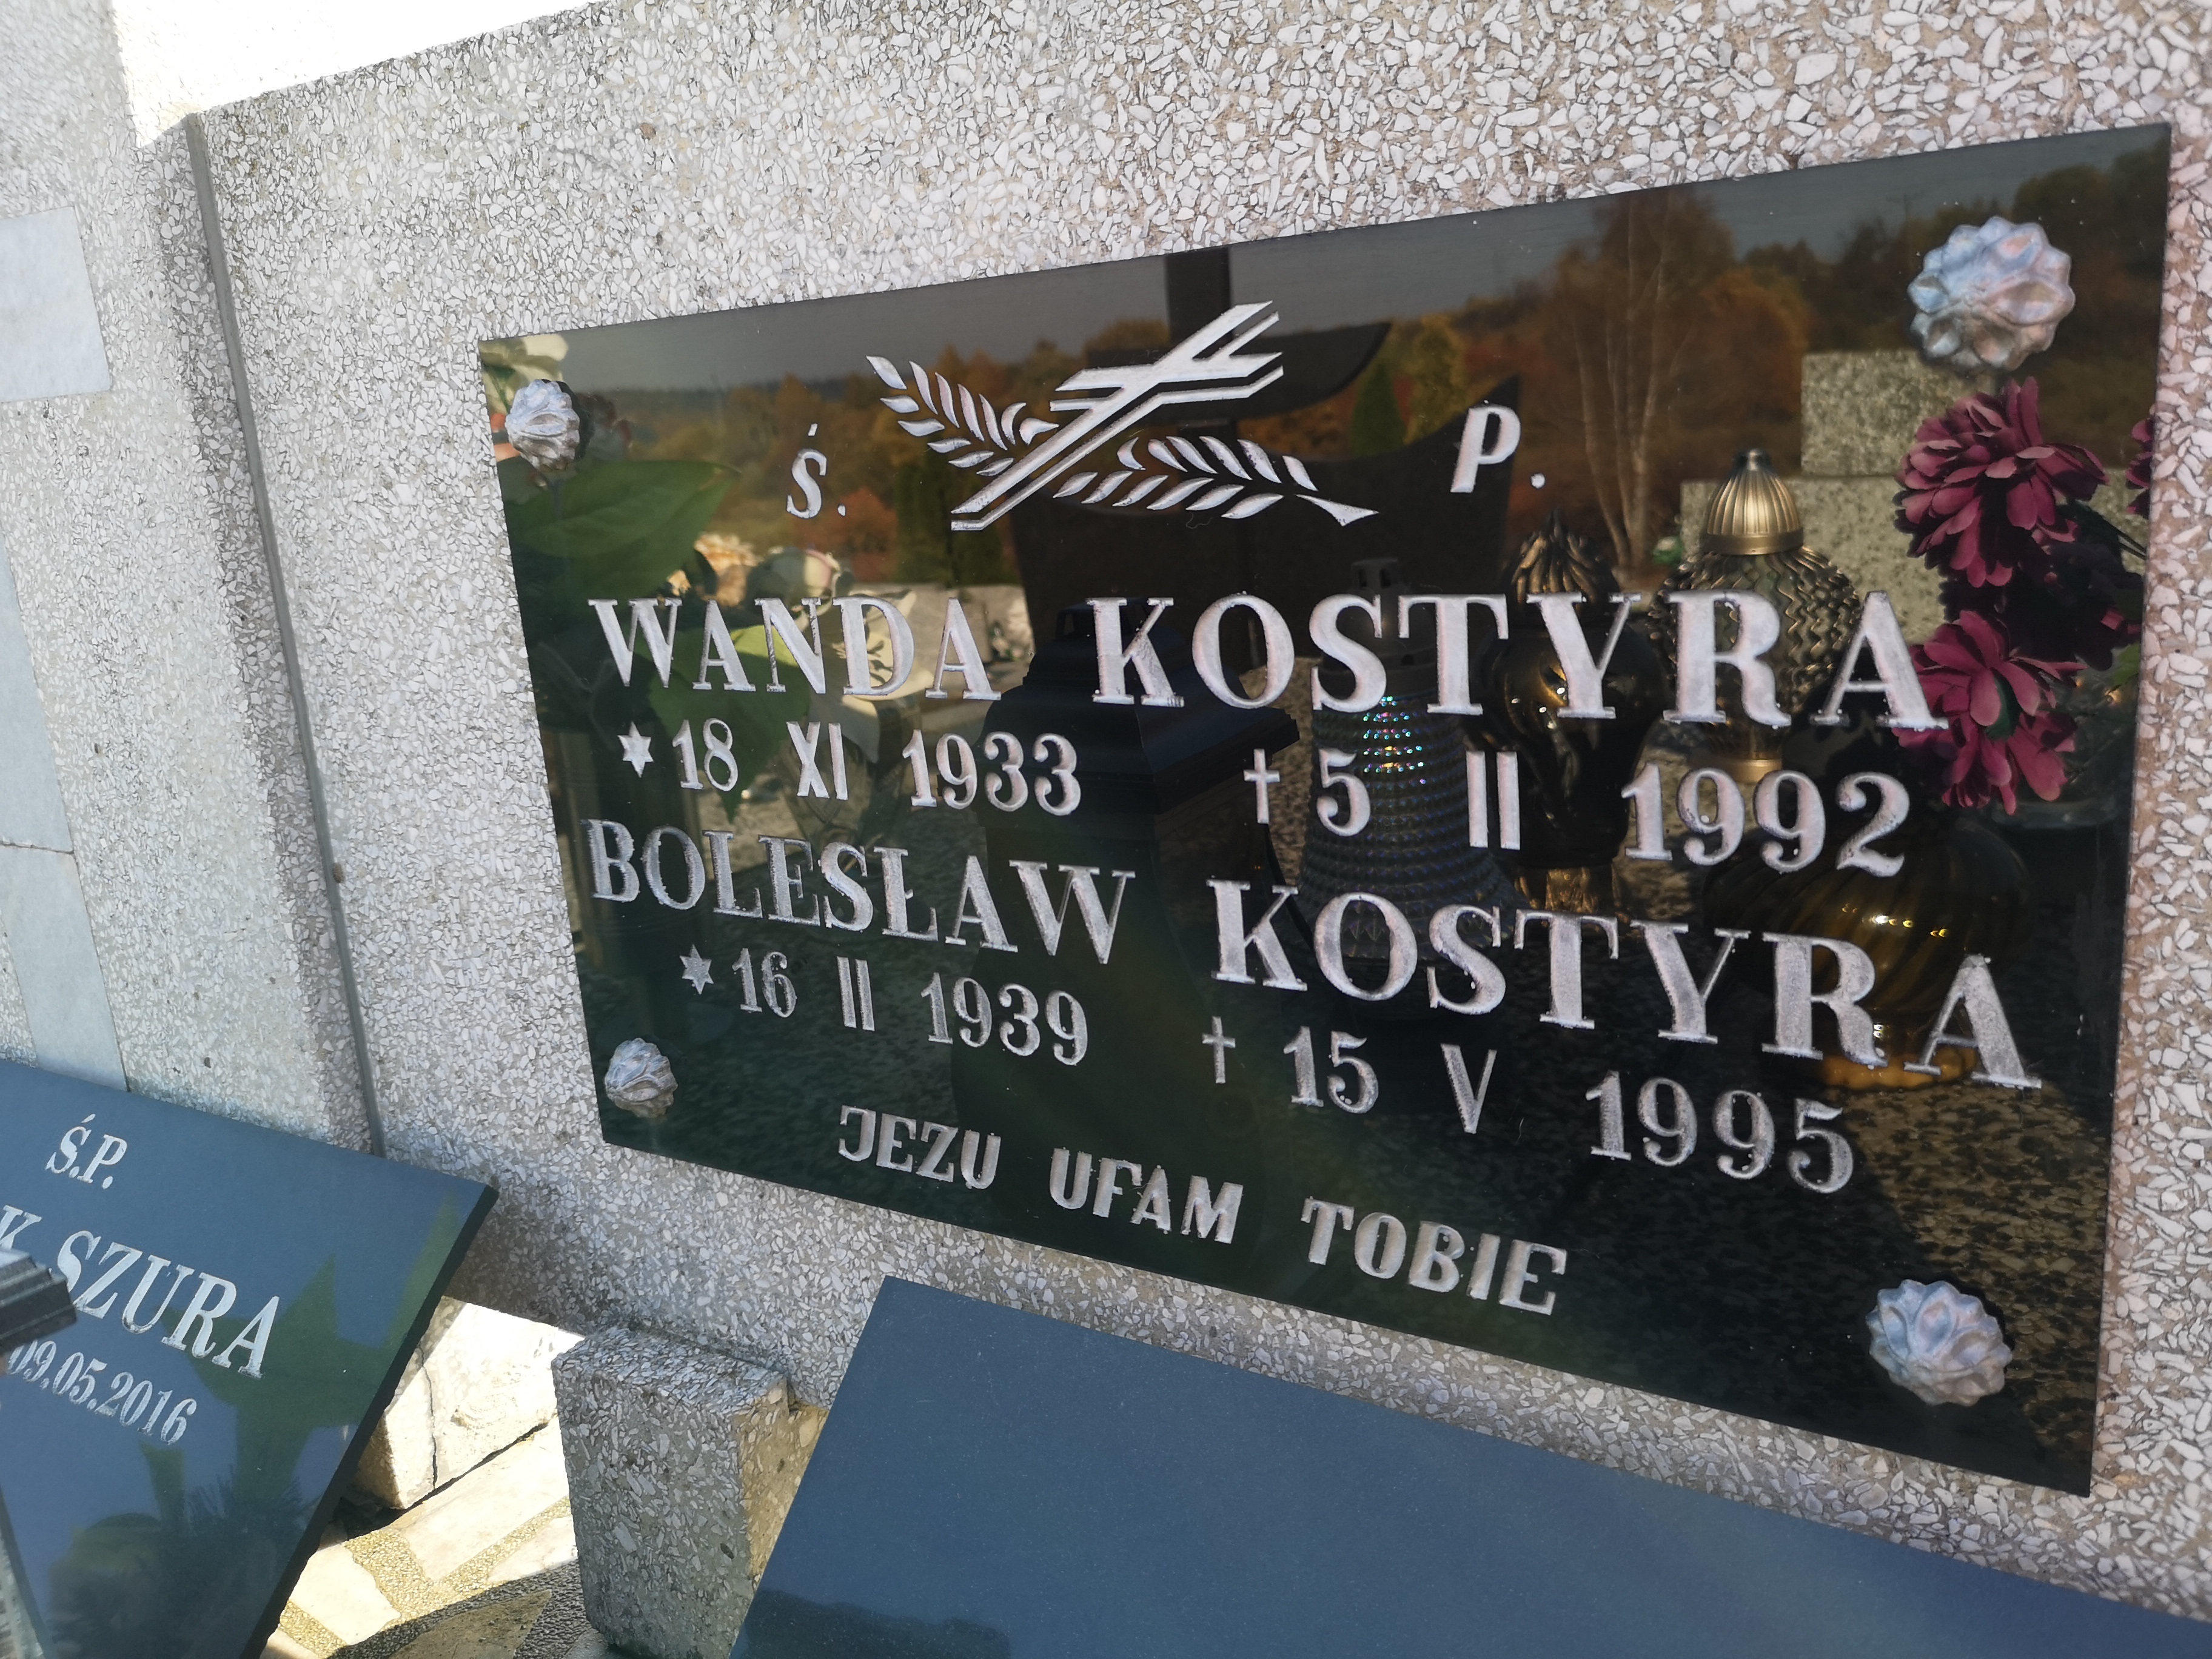 Ś. P.
WANDA KOSTYRA
* 18 XI 1933 † 5 II 1992
BOLESŁAW KOSTYRA
* 16 II 1939 † 15 V 1995
JEZU UFAM TOBIE
Ś.P.
SZURA
09.05.2016